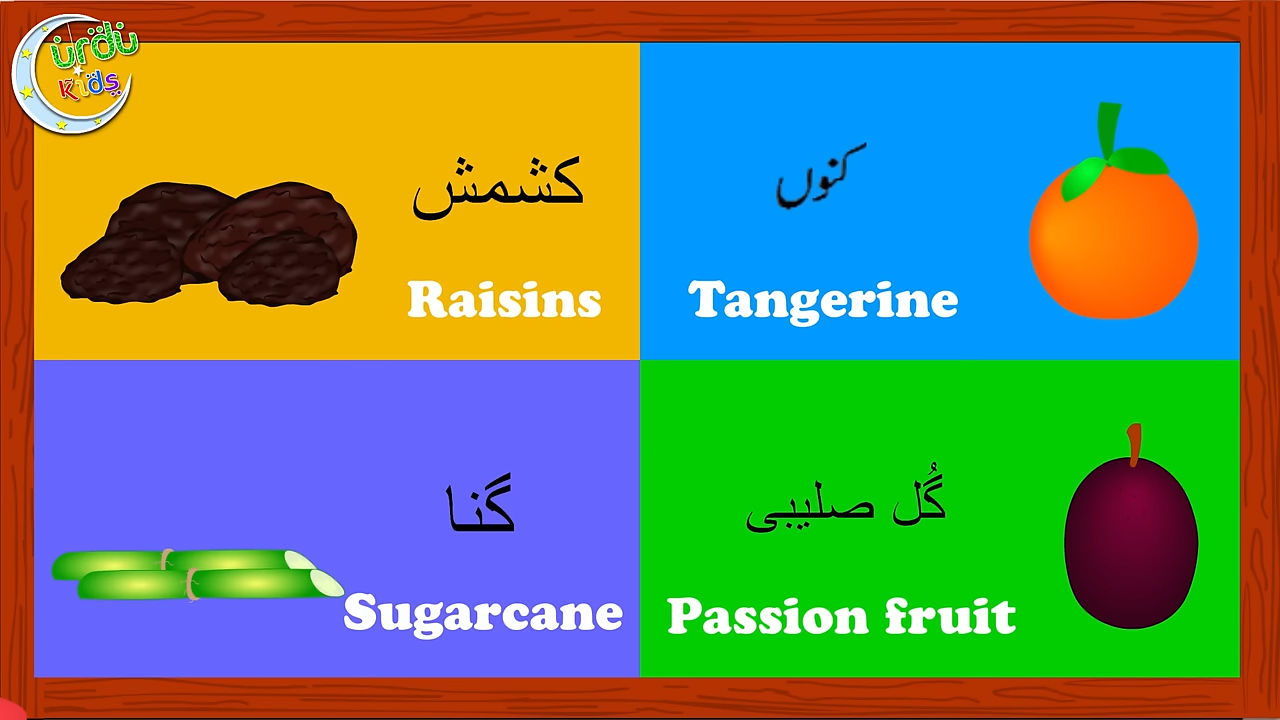 Urdu
Kids
کشمش
Raisins
کنوں
Tangerine
گنا
Sugarcane
گُل صلیبی
Passion fruit